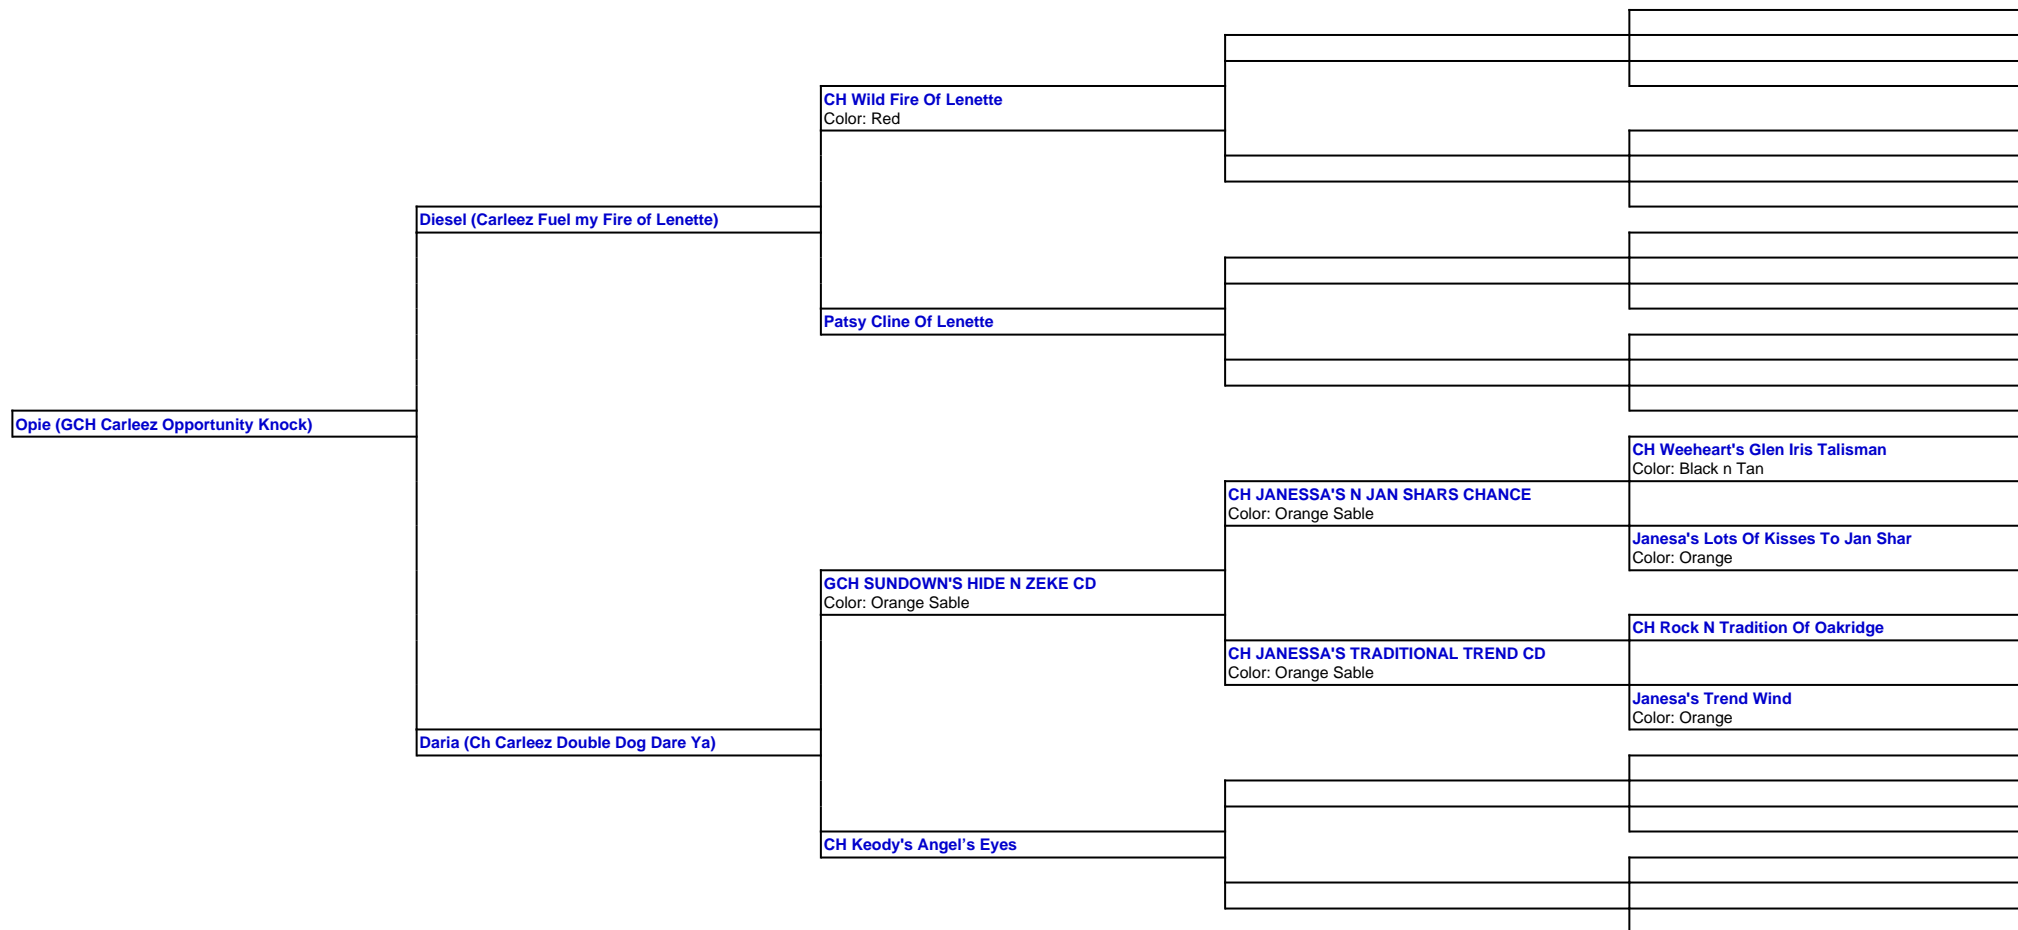 CH Wild Fire Of Lenette
Color: Red
Diesel (Carleez Fuel my Fire of Lenette)
Patsy Cline Of Lenette
Opie (GCH Carleez Opportunity Knock)
CH Weeheart's Glen Iris Talisman
Color: Black n Tan
CH JANESSA'S N JAN SHARS CHANCE
Color: Orange Sable
Janesa's Lots Of Kisses To Jan Shar
Color: Orange
GCH SUNDOWN'S HIDE N ZEKE CD
Color: Orange Sable
CH Rock N Tradition Of Oakridge
CH JANESSA'S TRADITIONAL TREND CD
Color: Orange Sable
Janesa's Trend Wind
Color: Orange
Daria (Ch Carleez Double Dog Dare Ya)
CH Keody's Angel’s Eyes